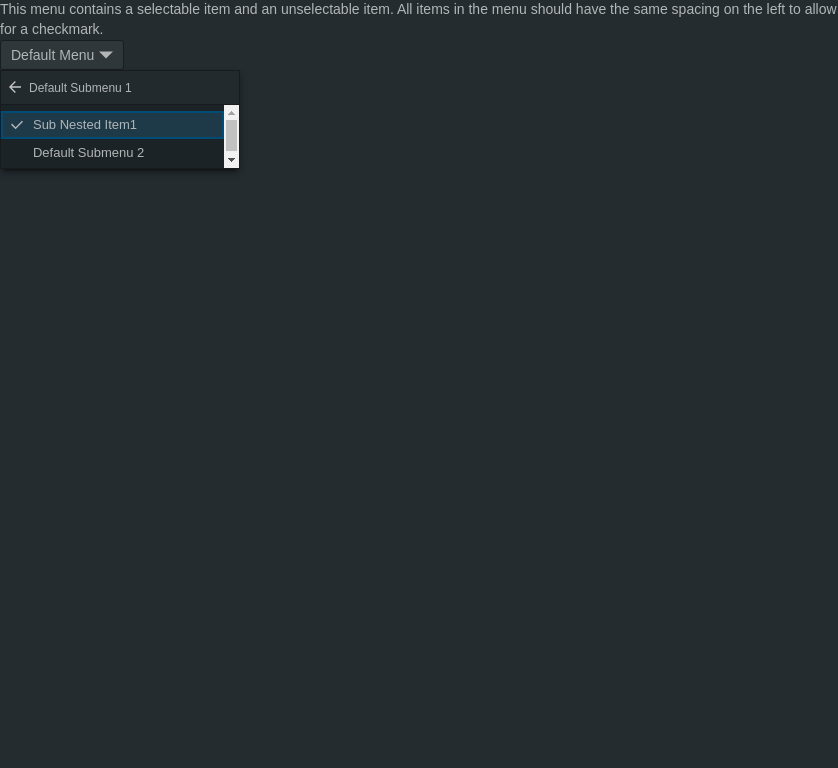 This menu contains a selectable item and an unselectable item. All items in the menu should have the same spacing on the left to allow
for a checkmark.
Default Menu
Default Submenu 1
Sub Nested Item1
Default Submenu 2